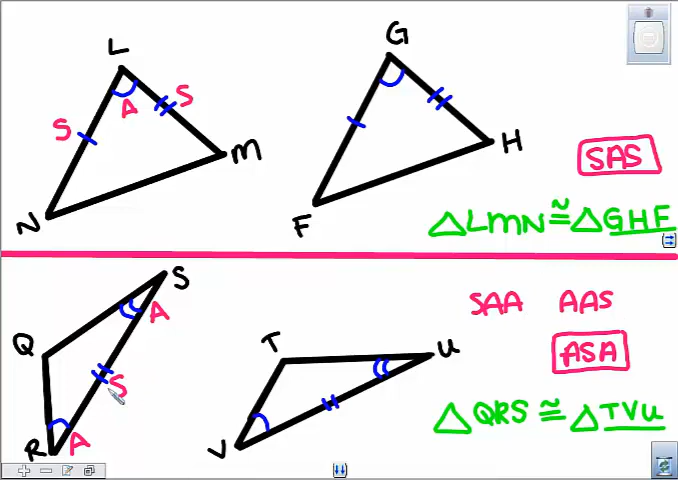 L
G
S
A
S
M
H
N
F
SAS
△LMN ≅ △GHF
S
A
SAA AAS
Q
T
U
ASA
S
R
A
V
△QRS ≅ △TVU